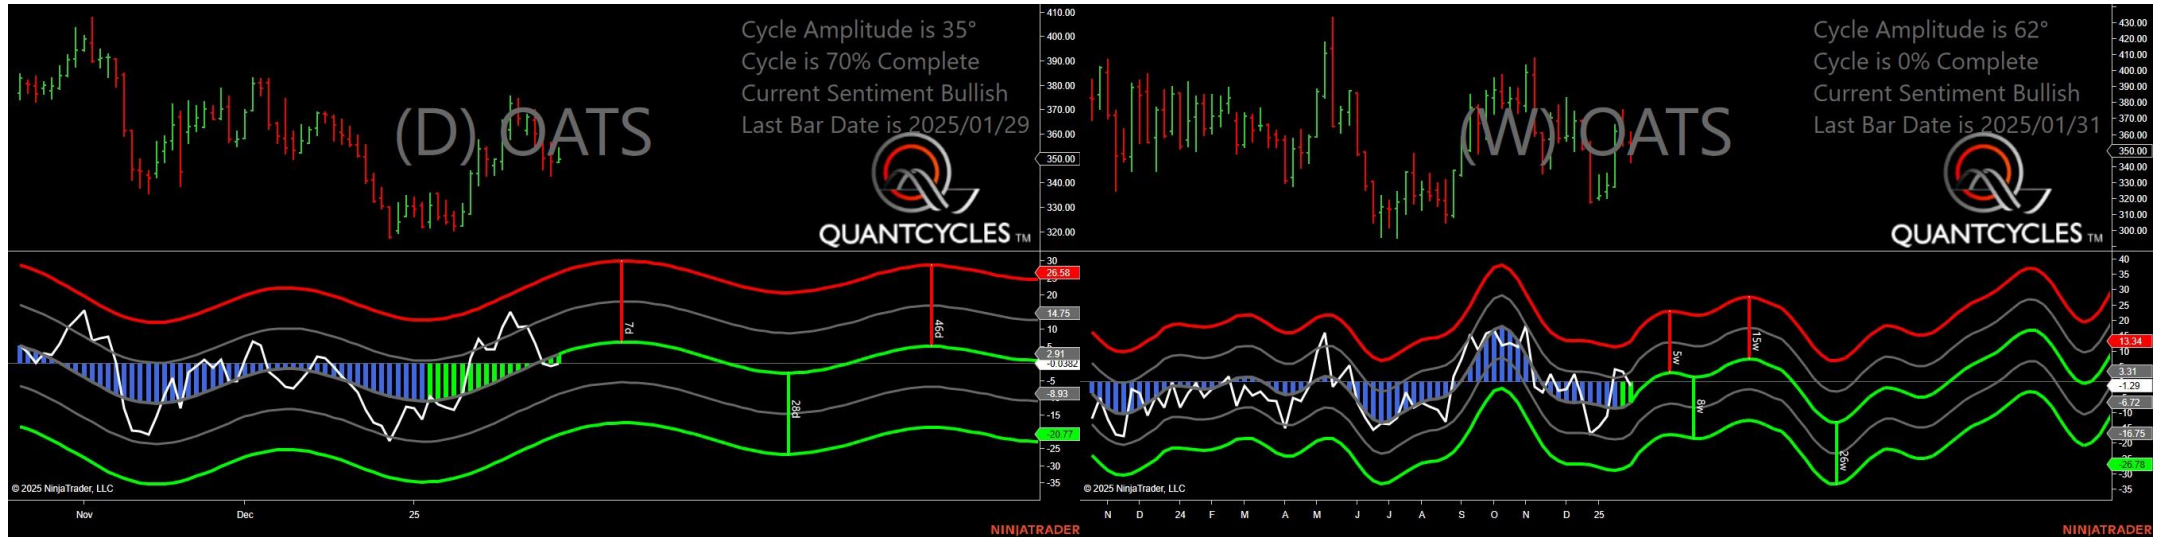 Cycle Amplitude is 35°
Cycle is 70% Complete
Current Sentiment Bullish
Last Bar Date is 2025/01/29
(D) OATS
QUANTCYCLES TM
410.00
400.00
390.00
380.00
370.00
360.00
350.00
340.00
330.00
320.00
30
26.58
20
14.75
10
2.91
-0.0382
-5
-8.93
-15
-20.77
-25
-30
-35
7d
46d
28d
© 2025 NinjaTrader, LLC
Nov
Dec
25
NINJATRADER
Cycle Amplitude is 62°
Cycle is 0% Complete
Current Sentiment Bullish
Last Bar Date is 2025/01/31
(W) OATS
QUANTCYCLES TM
430.00
420.00
410.00
400.00
390.00
380.00
370.00
360.00
350.00
340.00
330.00
320.00
310.00
300.00
40
35
30
25
20
13.34
10
3.31
-1.29
-6.72
-10
-16.75
-20
-26.78
-30
-35
5w
15w
8w
26w
© 2025 NinjaTrader, LLC
N D 24 F M A M J J A S O N D 25
NINJATRADER